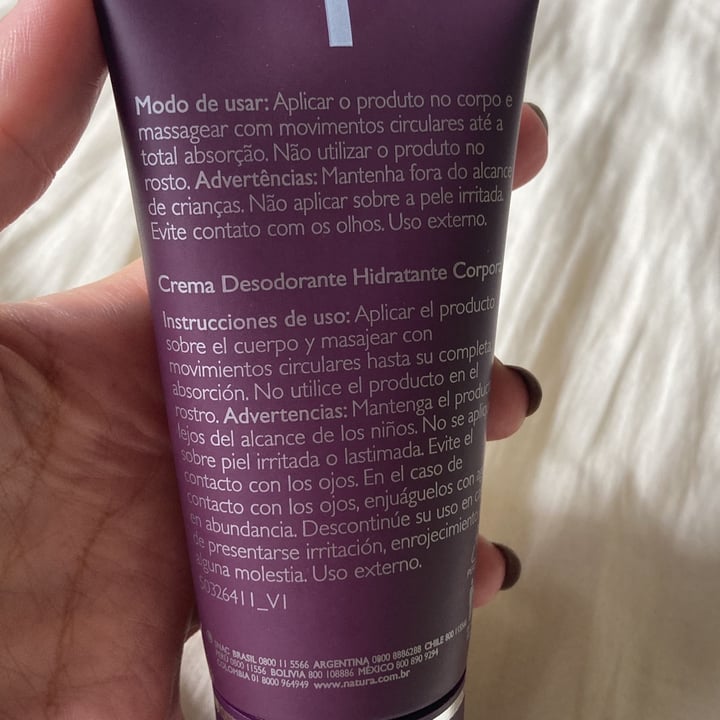 Modo de usar: Aplicar o produto no corpo e
massagear com movimentos circulares até a
total absorção. Não utilizar o produto no
rosto. Advertências: Mantenha fora do alcance
de crianças. Não aplicar sobre a pele irritada.
Evite contato com os olhos. Uso externo.
Crema Desodorante Hidratante Corporal
Instrucciones de uso: Aplicar el producto
sobre el cuerpo y masajear con
movimientos circulares hasta su completa
absorción. No utilice el producto en el
rostro. Advertencias: Mantenga el producto
lejos del alcance de los niños. No se aplique
sobre piel irritada o lastimada. Evite el
contacto con los ojos. En el caso de
contacto con los ojos, enjuáguelos con
en abundancia. Descontinúe su uso en
de presentarse irritación, enrojecimiento
alguna molestia. Uso externo.
50326411_V1
SNAC BRASIL 0800 11 5566 ARGENTINA 0800 8886288 CHILE 800
PERÚ 0800 11556 BOLIVIA 800 108886 MÉXICO 800 890 9294
COLOMBIA 01 8000 964949 www.natura.com.br